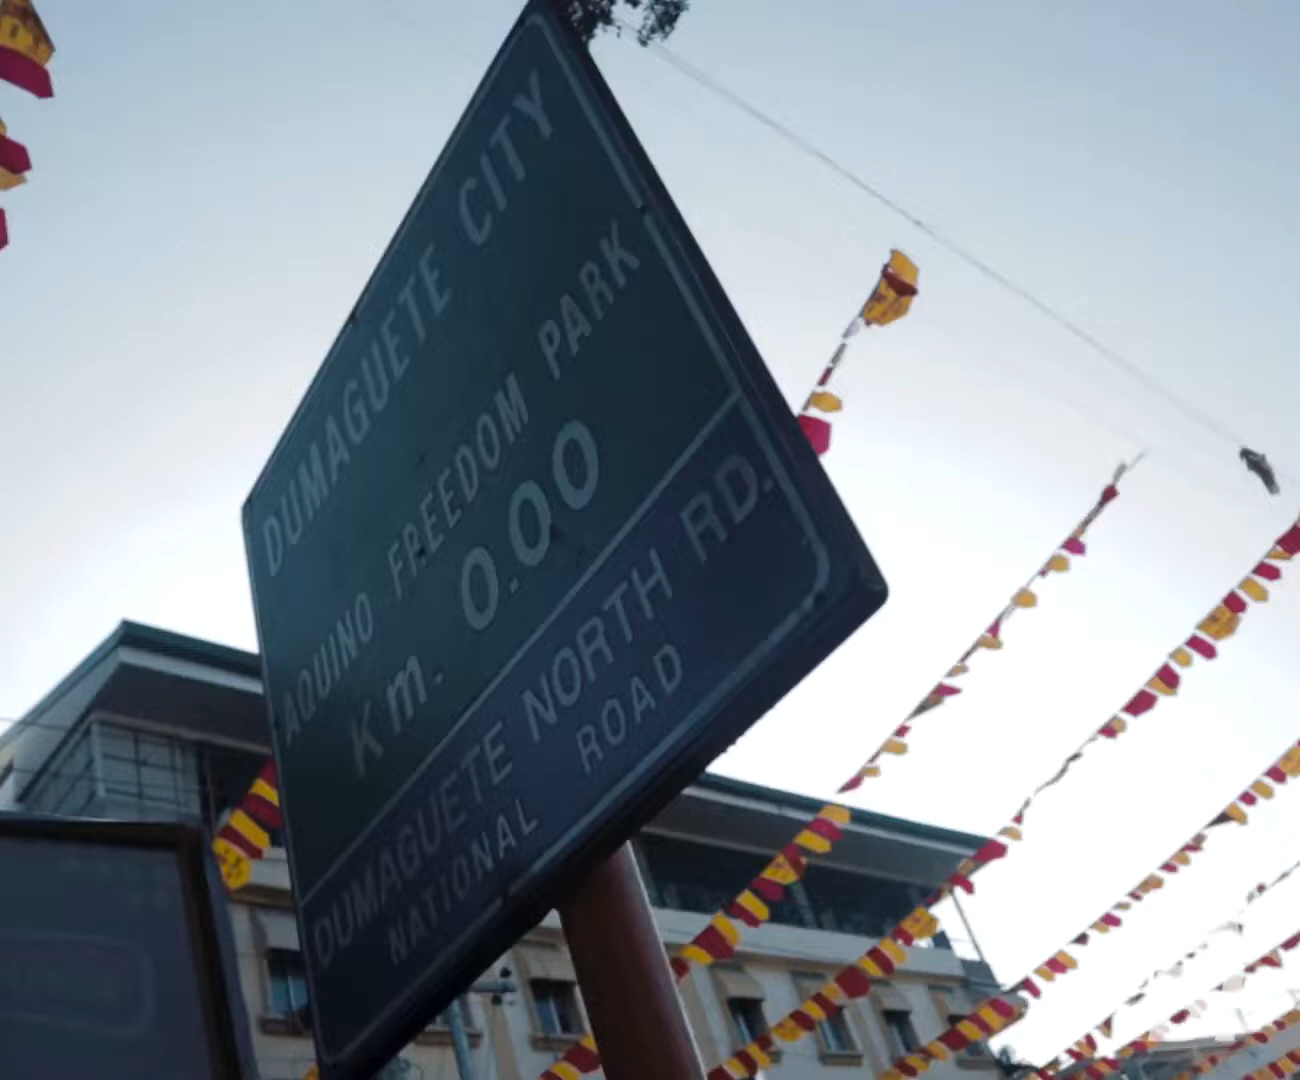 DUMAGUETE CITY
AQUINO FREEDOM PARK
Km. 0.00
DUMAGUETE NORTH RD.
NATIONAL ROAD